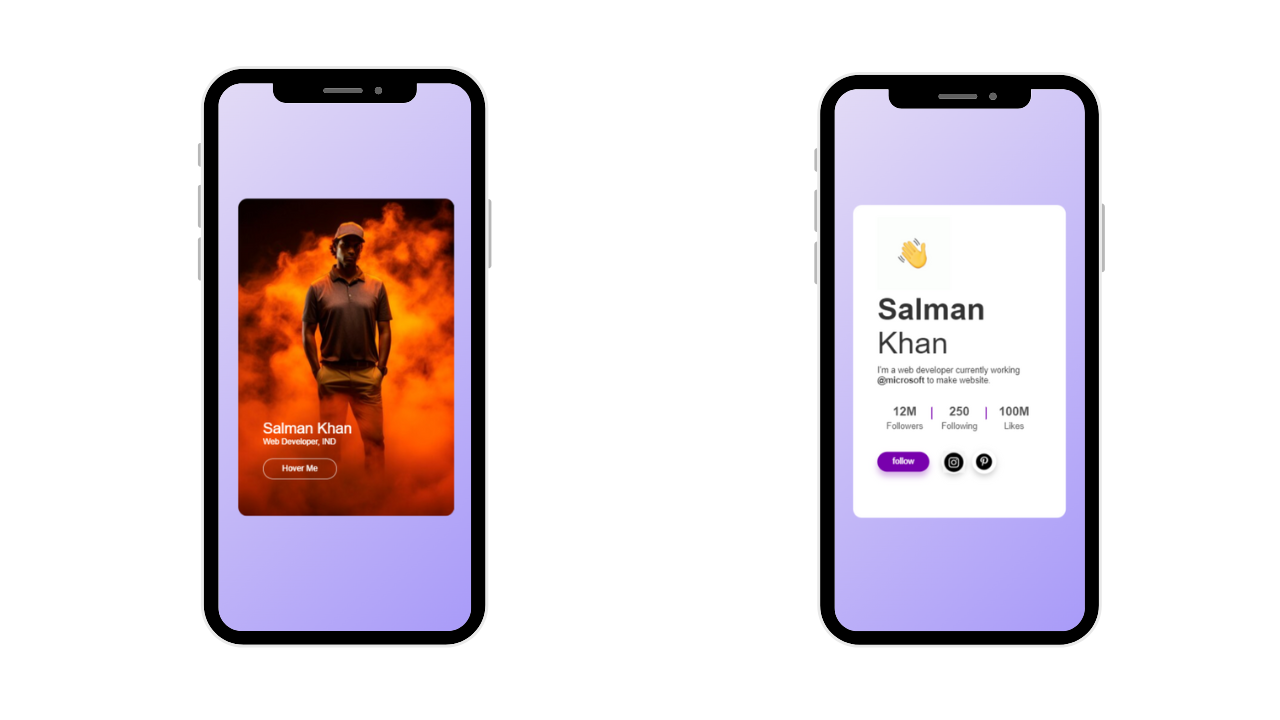 Salman Khan
Web Developer, IND
Hover Me
Salman
Khan
I'm a web developer currently working
@microsoft to make website.
12M | 250 | 100M
Followers Following Likes
follow